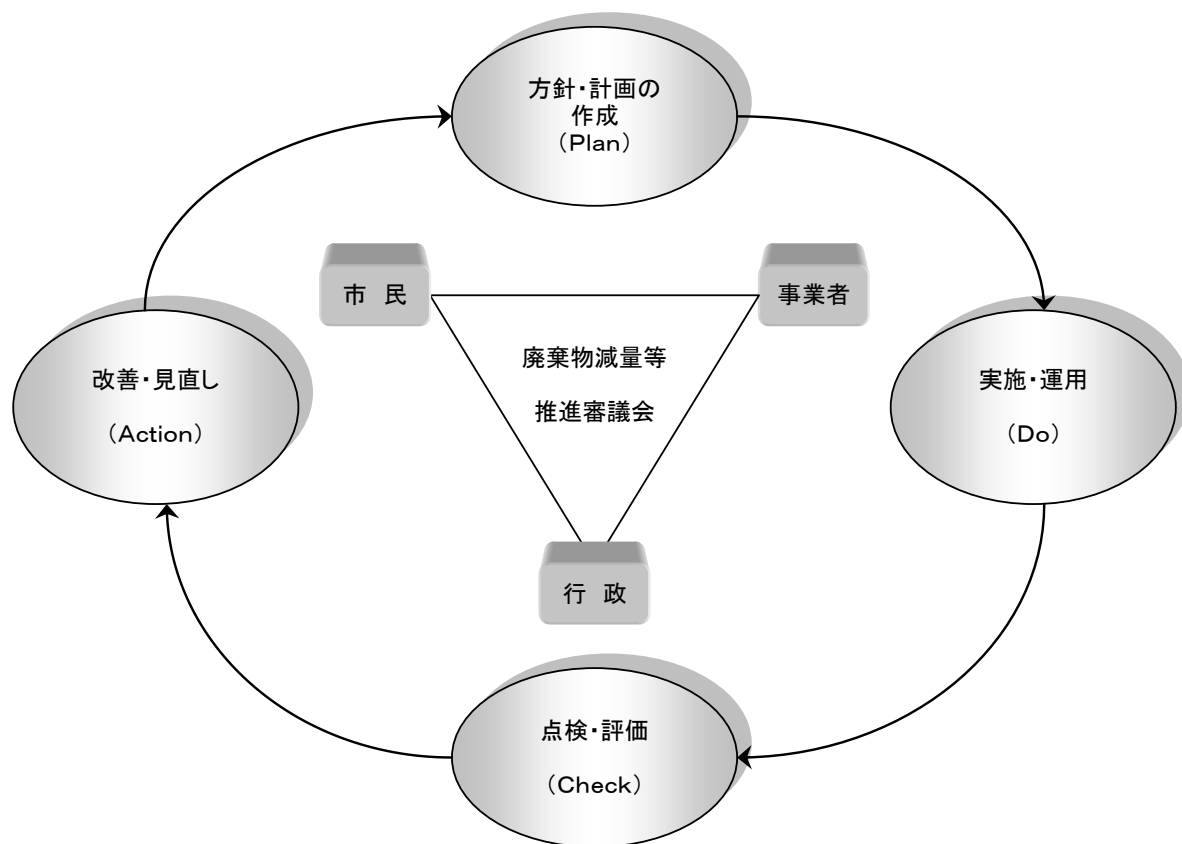 方針・計画の
作成
（Plan）
市 民
事業者
廃棄物減量等
推進審議会
改善・見直し
（Action）
実施・運用
（Do）
行 政
点検・評価
（Check）